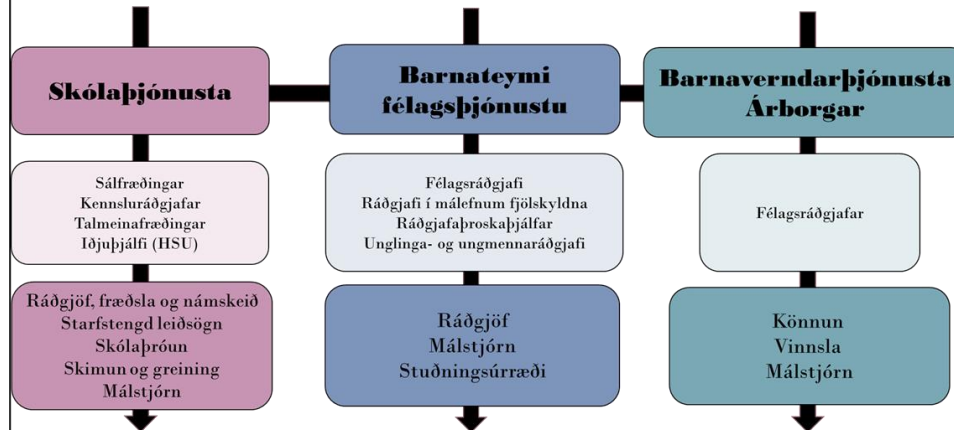 Skólaþjónusta
Sálfræðingar
Kennsluráðgjafar
Talmeinafræðingar
Iðjuþjálfi (HSU)
Ráðgjöf, fræðsla og námskeið
Starfstengd leiðsögn
Skólaþróun
Skimun og greining
Málstjórn
Barnateymi
félagsþjónustu
Félagsráðgjafi
Ráðgjafi í málefnum fjölskyldna
Ráðgjafaþroskaþjálfar
Unglinga- og ungmennaráðgjafi
Ráðgjöf
Málstjórn
Stuðningsúrræði
Barnaverndarþjónusta
Árborgar
Félagsráðgjafar
Könnun
Vinnsla
Málstjórn